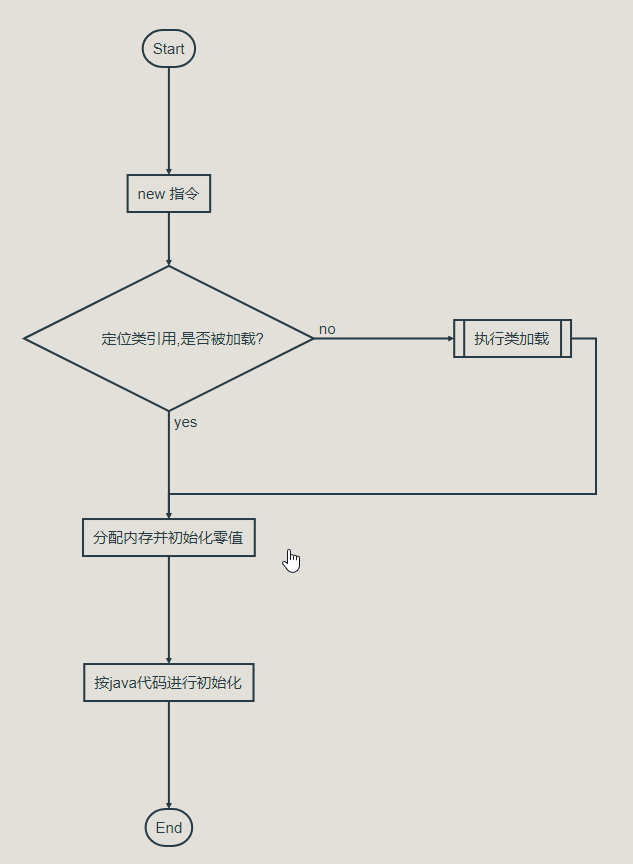 Start
new 指令
定位类引用,是否被加载?
no
执行类加载
yes
分配内存并初始化零值
按java代码进行初始化
End